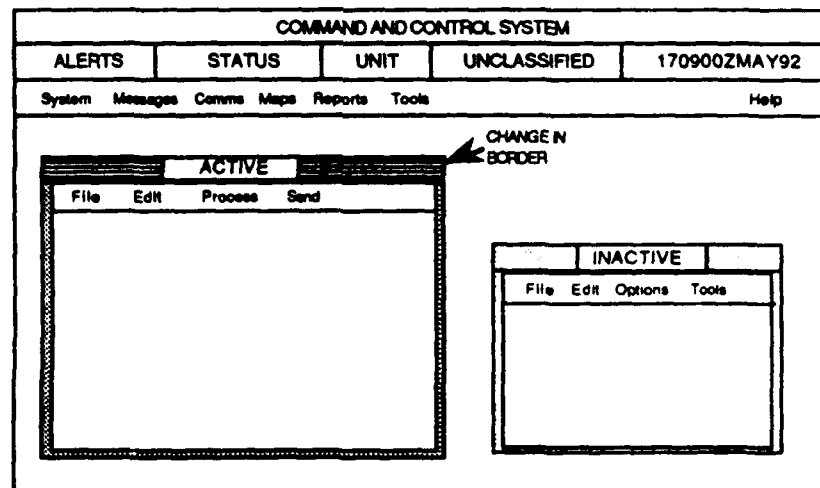 COMMAND AND CONTROL SYSTEM
ALERTS STATUS UNIT UNCLASSIFIED 170900ZMAY92
System Messages Comms Maps Reports Tools Help
CHANGE IN
BORDER
ACTIVE
File Edit Process Send
INACTIVE
File Edit Options Tools